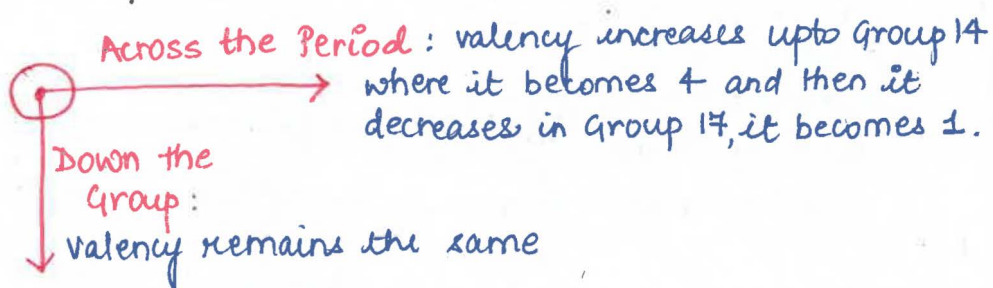 Across the Period : valency increases upto Group 14
where it becomes 4 and then it
decreases in Group 17, it becomes 1.
Down the
Group :
valency remains the same